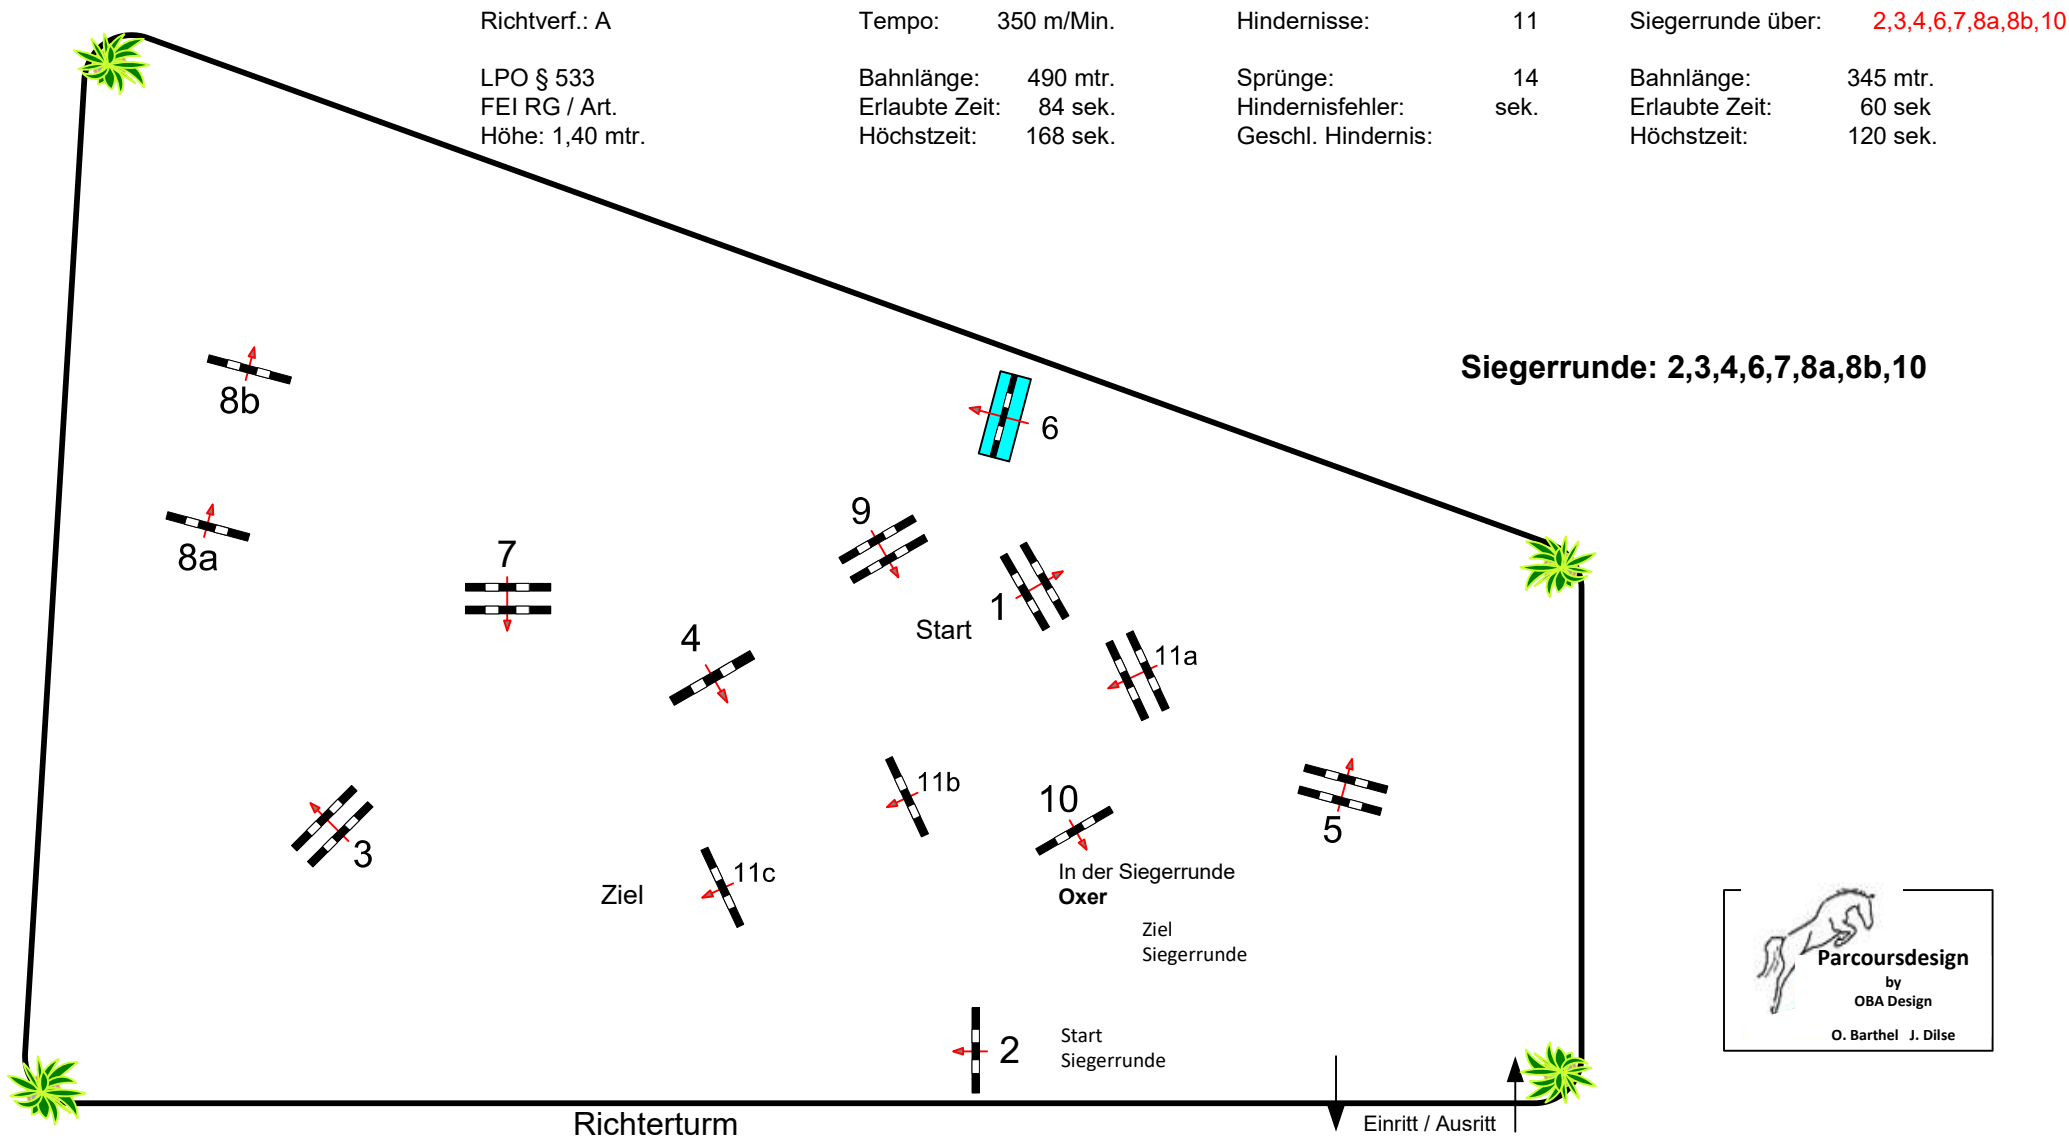 Richtverf.: A Tempo: 350 m/Min. Hindernisse: 11 Siegerrunde über: 2,3,4,6,7,8a,8b,10
LPO § 533 Bahnlänge: 490 mtr. Sprünge: 14 Bahnlänge: 345 mtr.
FEI RG / Art. Erlaubte Zeit: 84 sek. Hindernisfehler: sek. Erlaubte Zeit: 60 sek
Höhe: 1,40 mtr. Höchstzeit: 168 sek. Geschl. Hindernis: Höchstzeit: 120 sek.
Siegerrunde: 2,3,4,6,7,8a,8b,10
8b
6
9
8a
7
1
Start
4
11a
11b
10
5
3
In der Siegerrunde
Oxer
11c
Ziel
Ziel
Siegerrunde
Parcoursdesign
by
OBA Design
O. Barthel J. Dilse
2
Start
Siegerrunde
Richterturm
Einritt / Ausritt